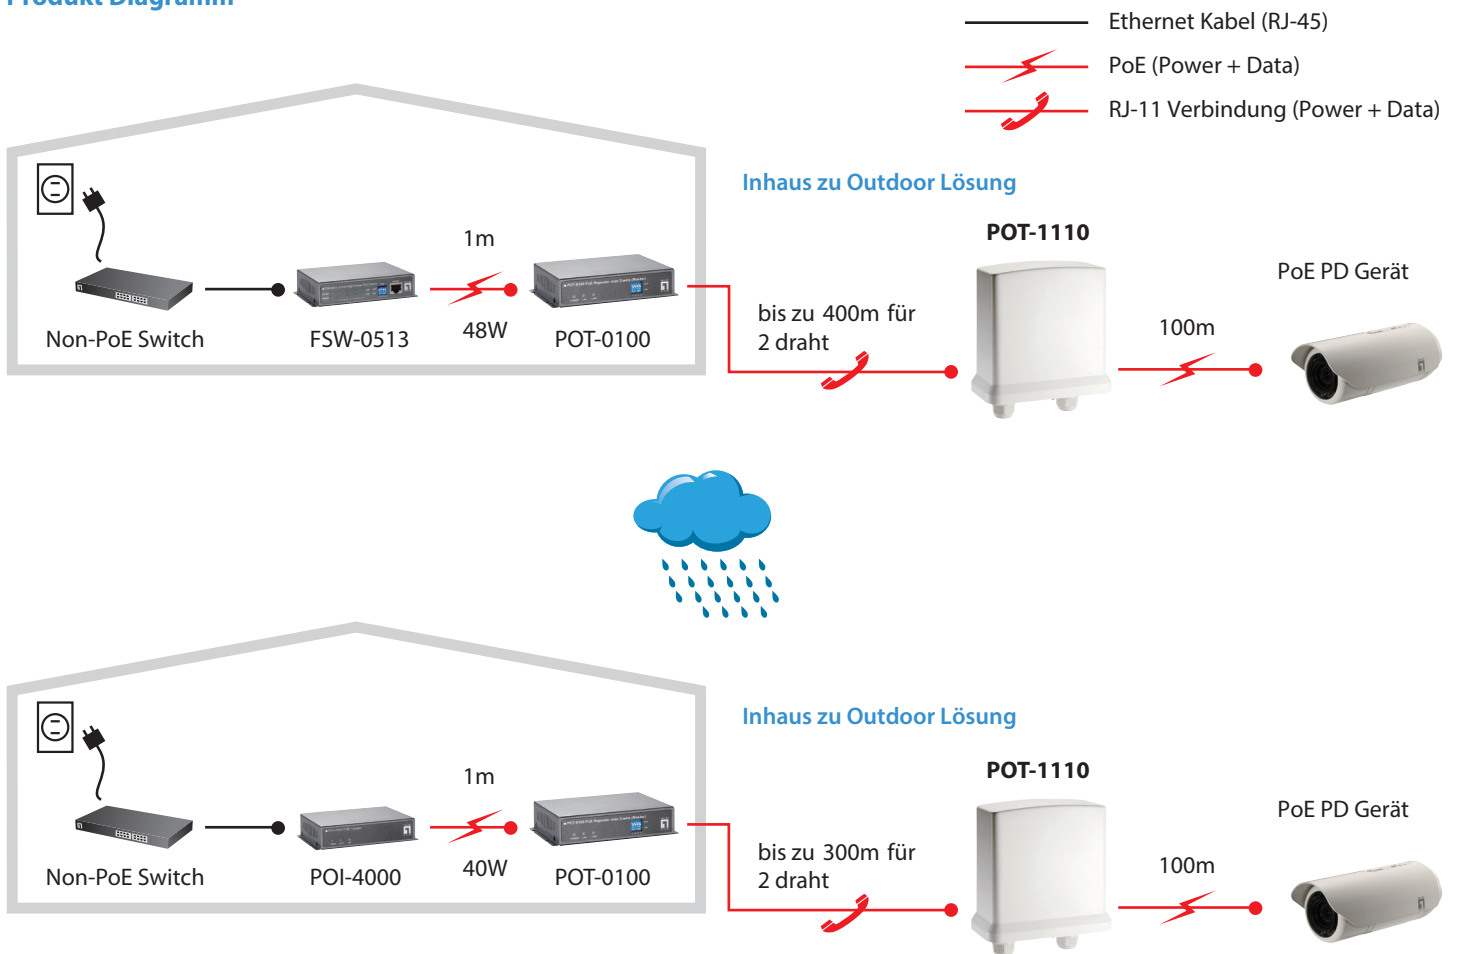 Produkt Diagramm
Ethernet Kabel (RJ-45)
PoE (Power + Data)
RJ-11 Verbindung (Power + Data)
Inhaus zu Outdoor Lösung
POT-1110
1m
PoE PD Gerät
bis zu 400m für
2 draht
100m
Non-PoE Switch
FSW-0513
48W
POT-0100
Inhaus zu Outdoor Lösung
POT-1110
1m
PoE PD Gerät
bis zu 300m für
2 draht
100m
Non-PoE Switch
POI-4000
40W
POT-0100